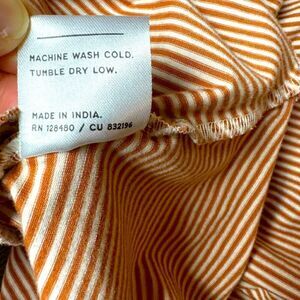 MACHINE WASH COLD.
TUMBLE DRY LOW.
MADE IN INDIA.
RN 128480 / CU 832196